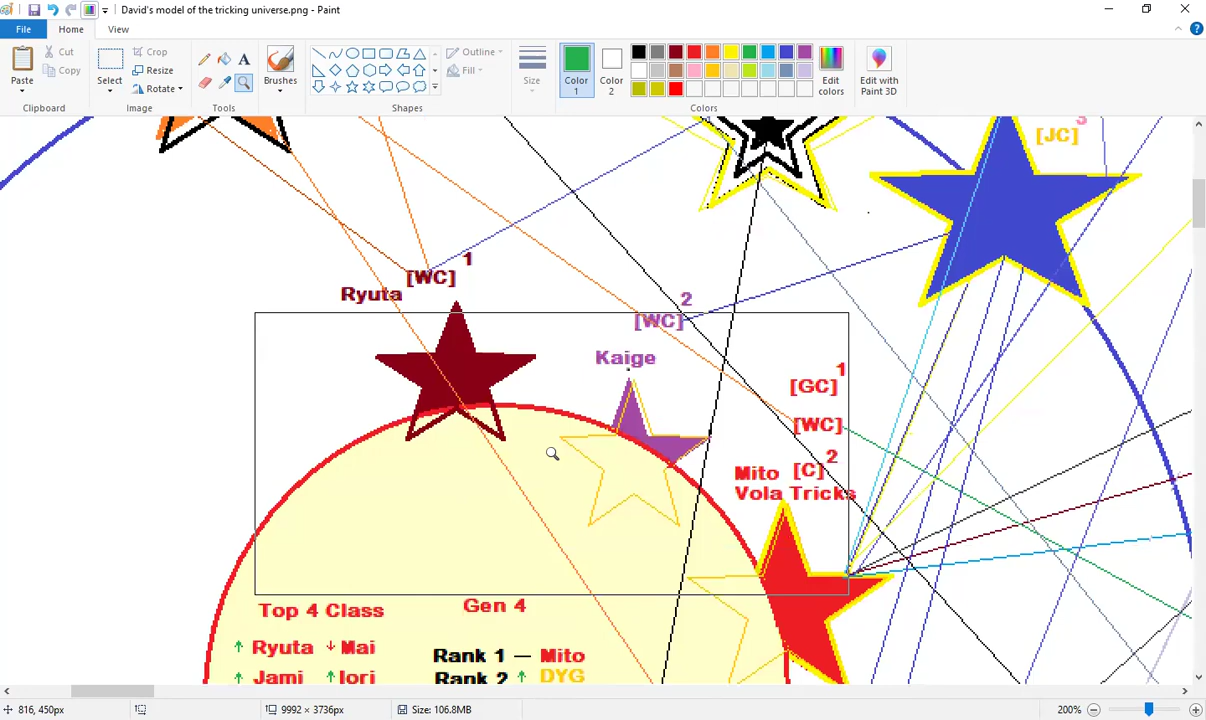 David's model of the tricking universe.png - Paint
File Home View
Paste
Cut
Copy
Clipboard
Select
Crop
Resize
Rotate
Image
A
Tools
Brushes
Shapes
Outline
Fill
Size
Color 1
Color 2
Edit colors
Colors
Edit with Paint 3D
[JC] 3
[WC] 1
Ryuta
[WC] 2
Kaige
[GC] 1
[WC]
Mito [C] 2
Vola Tricks
Top 4 Class
Gen 4
↑ Ryuta ↓ Mai
↑ Jami ↑ Iori
Rank 1 — Mito
Rank 2 ↑ DYG
816, 450px
9992 × 3736px
Size: 106.8MB
200%